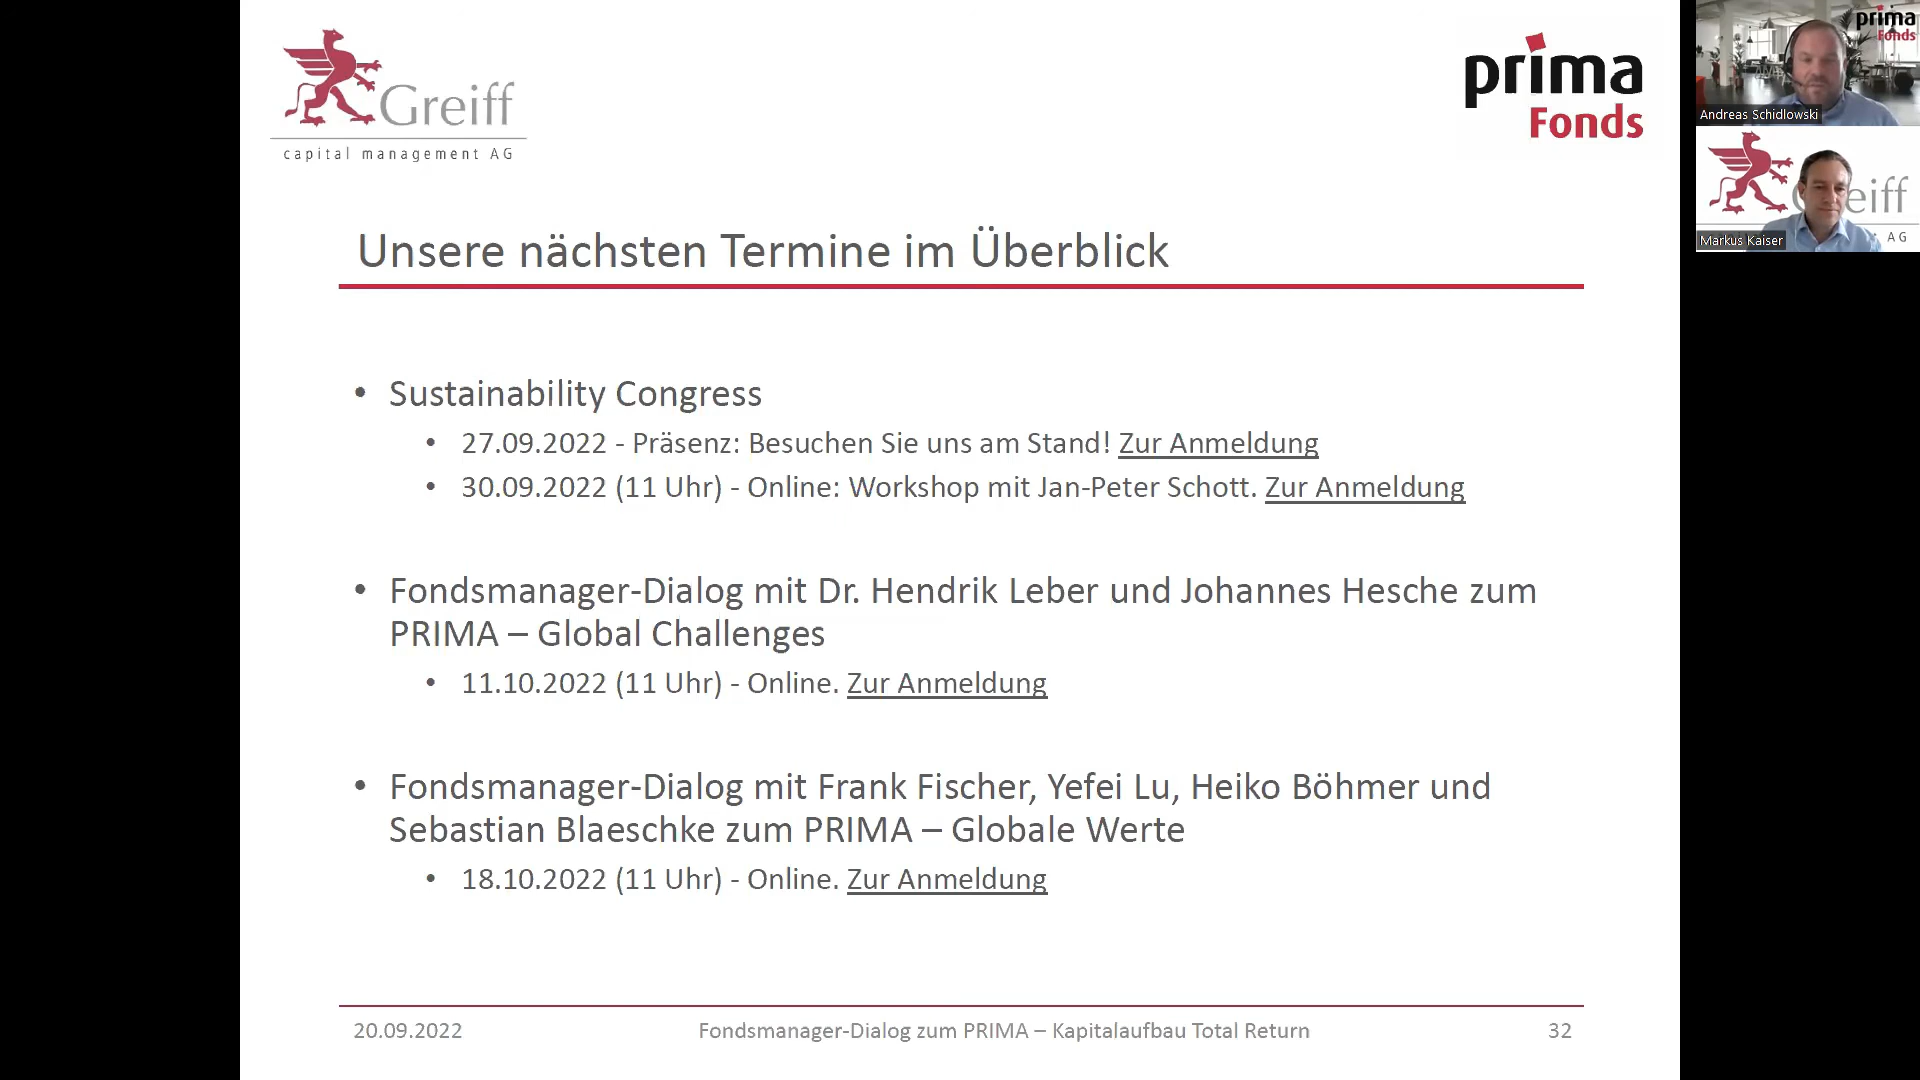 Greiff
capital management AG
prima
Fonds
Unsere nächsten Termine im Überblick
• Sustainability Congress
• 27.09.2022 - Präsenz: Besuchen Sie uns am Stand! Zur Anmeldung
• 30.09.2022 (11 Uhr) - Online: Workshop mit Jan-Peter Schott. Zur Anmeldung
• Fondsmanager-Dialog mit Dr. Hendrik Leber und Johannes Hesche zum
PRIMA – Global Challenges
• 11.10.2022 (11 Uhr) - Online. Zur Anmeldung
• Fondsmanager-Dialog mit Frank Fischer, Yefei Lu, Heiko Böhmer und
Sebastian Blaeschke zum PRIMA – Globale Werte
• 18.10.2022 (11 Uhr) - Online. Zur Anmeldung
20.09.2022 Fondsmanager-Dialog zum PRIMA – Kapitalaufbau Total Return 32
prima
Fonds
Andreas Schidlowski
eiff
AG
Markus Kaiser